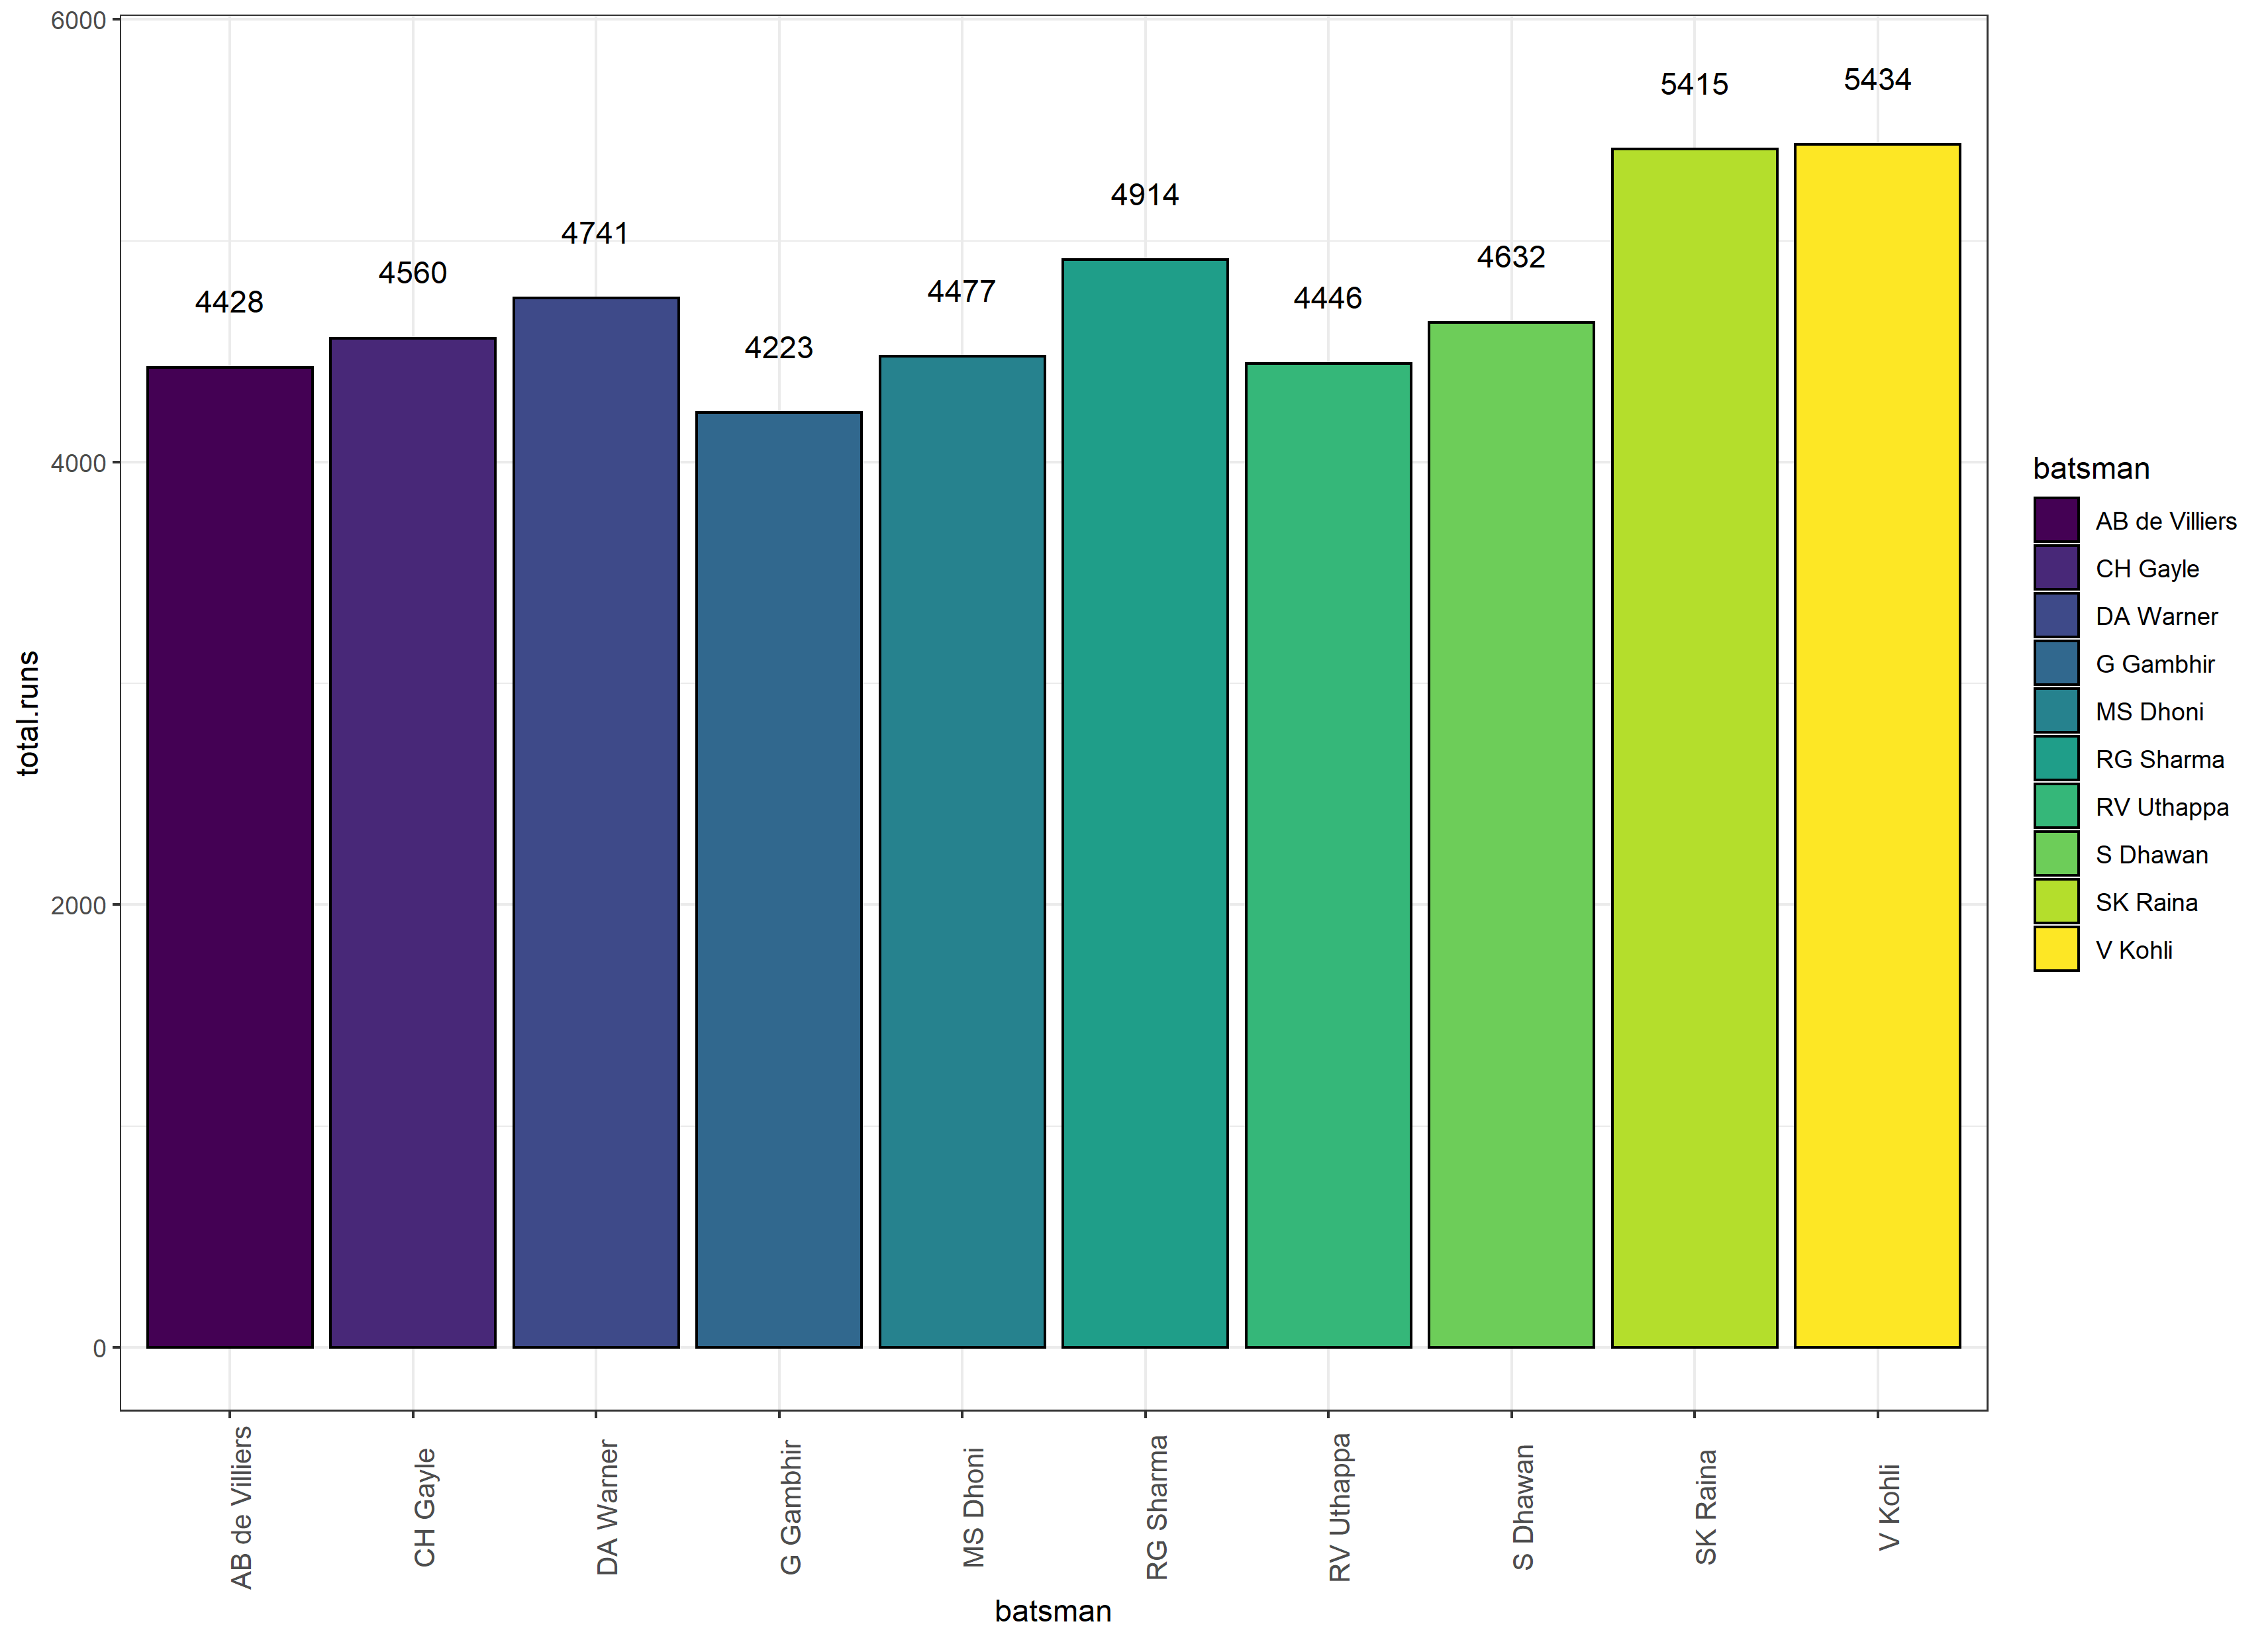 total.runs
6000
4000
2000
0
4428
4560
4741
4223
4477
4914
4446
4632
5415
5434
AB de Villiers
CH Gayle
DA Warner
G Gambhir
MS Dhoni
RG Sharma
RV Uthappa
S Dhawan
SK Raina
V Kohli
batsman
batsman
AB de Villiers
CH Gayle
DA Warner
G Gambhir
MS Dhoni
RG Sharma
RV Uthappa
S Dhawan
SK Raina
V Kohli